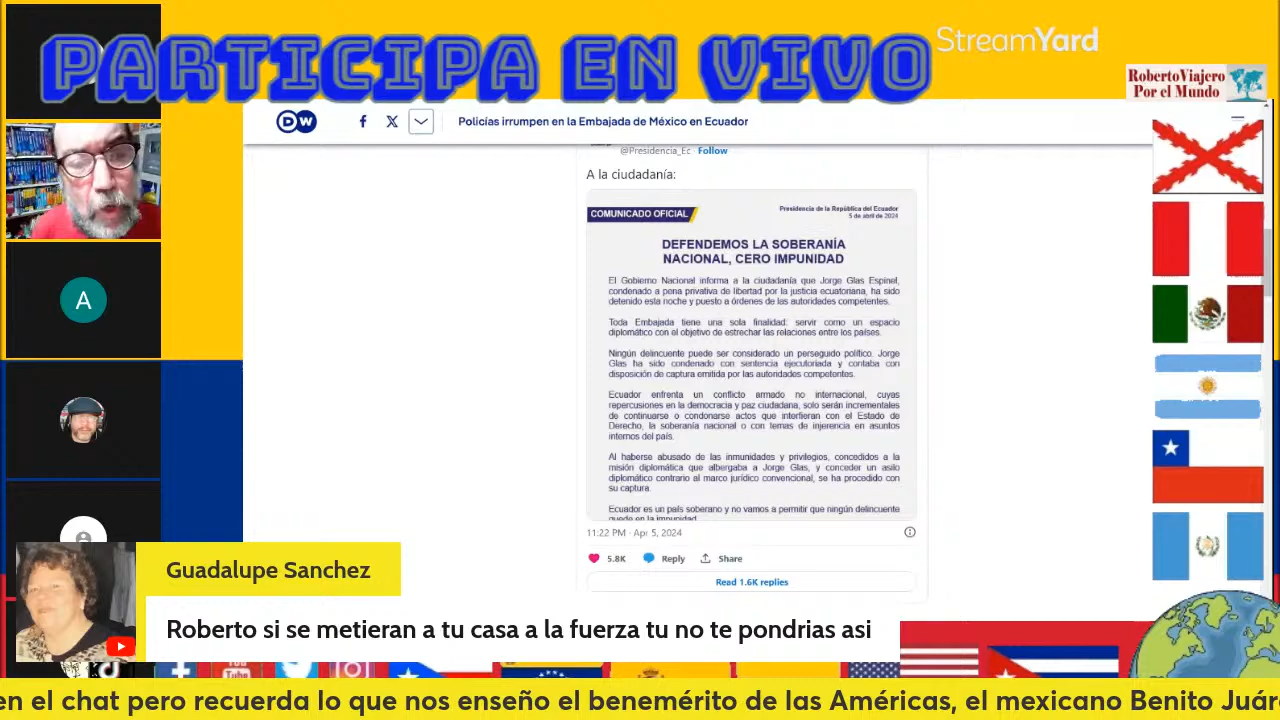 PARTICIPA EN VIVO
StreamYard
RobertoViajero
Por el Mundo
DW
Policías irrumpen en la Embajada de México en Ecuador
@Presidencia_Ec · Follow
A la ciudadanía:
COMUNICADO OFICIAL
Presidencia de la República del Ecuador
5 de abril de 2024
DEFENDEMOS LA SOBERANÍA
NACIONAL, CERO IMPUNIDAD
El Gobierno Nacional informa a la ciudadanía que Jorge Glas Espinel,
condenado a pena privativa de libertad por la justicia ecuatoriana, ha sido
detenido esta noche y puesto a órdenes de las autoridades competentes.
Toda Embajada tiene una sola finalidad: servir como un espacio
diplomático con el objetivo de estrechar las relaciones entre los países.
Ningún delincuente puede ser considerado un perseguido político. Jorge
Glas ha sido condenado con sentencia ejecutoriada y contaba con
disposición de captura emitida por las autoridades competentes.
Ecuador enfrenta un conflicto armado no internacional, cuyas
repercusiones en la democracia y paz ciudadana, solo serán incrementales
de continuarse o condonarse actos que interfieran con el Estado de
Derecho, la soberanía nacional o con temas de injerencia en asuntos
internos del país.
Al haberse abusado de las inmunidades y privilegios, concedidos a la
misión diplomática que albergaba a Jorge Glas, y conceder un asilo
diplomático contrario al marco jurídico convencional, se ha procedido con
su captura.
Ecuador es un país soberano y no vamos a permitir que ningún delincuente
quede en la impunidad.
11:22 PM · Apr 5, 2024
5.8K Reply Share
Read 1.6K replies
A
Guadalupe Sanchez
Roberto si se metieran a tu casa a la fuerza tu no te pondrias asi
You
Tube
en el chat pero recuerda lo que nos enseño el benemérito de las Américas, el mexicano Benito Juár